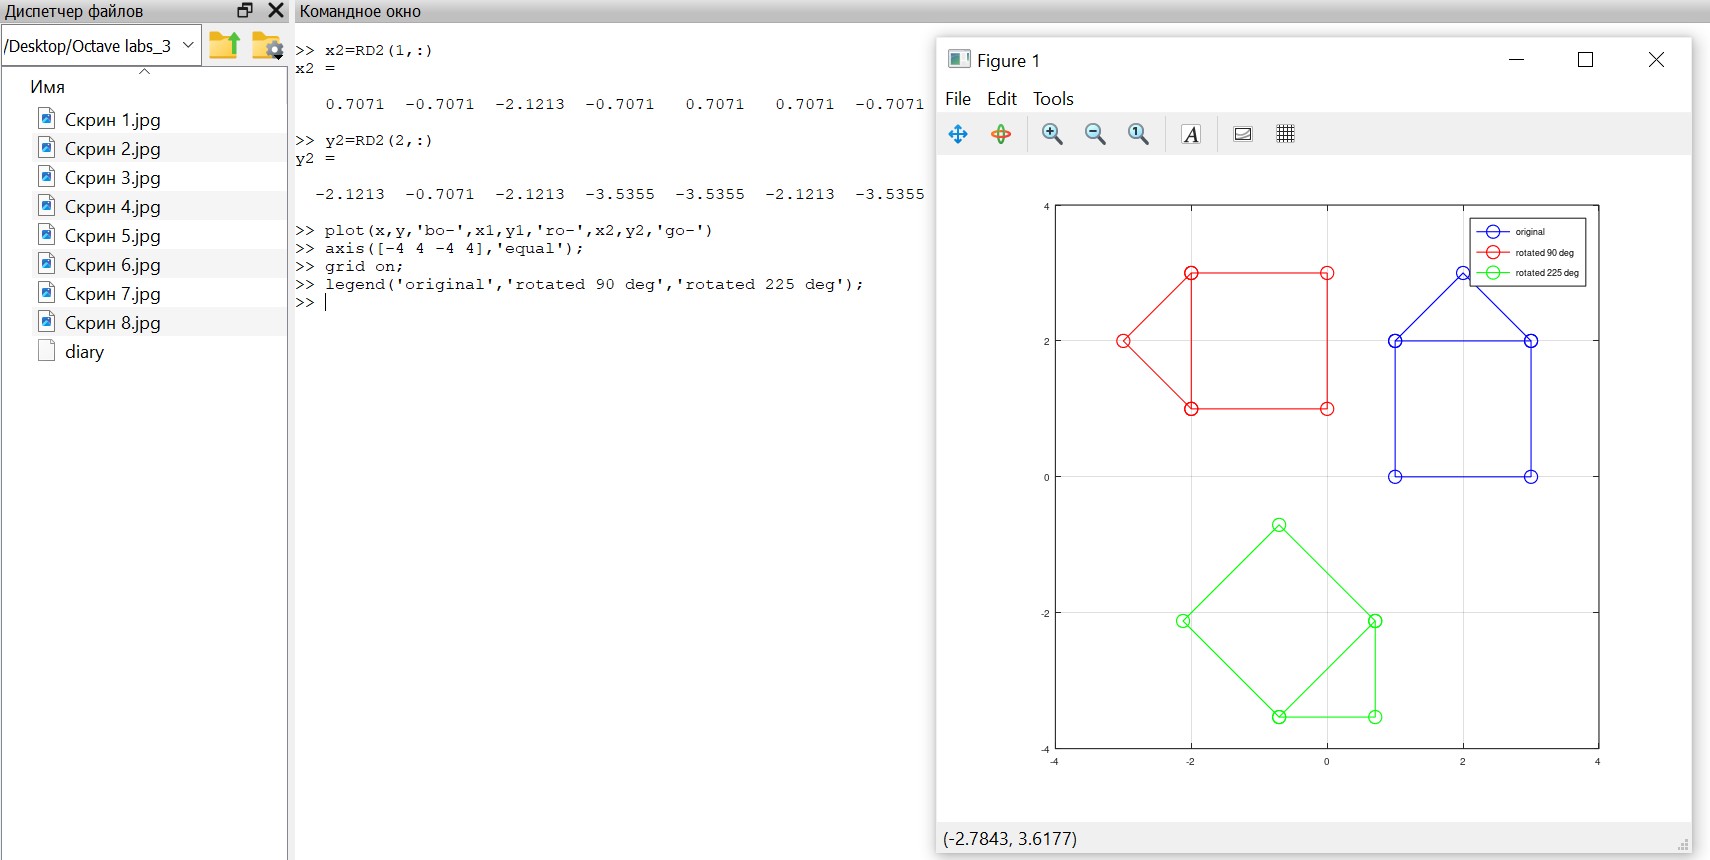 Диспетчер файлов
/Desktop/Octave labs_3
Имя
Скрин 1.jpg
Скрин 2.jpg
Скрин 3.jpg
Скрин 4.jpg
Скрин 5.jpg
Скрин 6.jpg
Скрин 7.jpg
Скрин 8.jpg
diary
Командное окно
>> x2=RD2(1,:)
x2 =
0.7071 -0.7071 -2.1213 -0.7071 0.7071 0.7071 -0.7071
>> y2=RD2(2,:)
y2 =
-2.1213 -0.7071 -2.1213 -3.5355 -3.5355 -2.1213 -3.5355
>> plot(x,y,'bo-',x1,y1,'ro-',x2,y2,'go-')
>> axis([-4 4 -4 4],'equal');
>> grid on;
>> legend('original','rotated 90 deg','rotated 225 deg');
>>
Figure 1
File Edit Tools
A
4
2
0
-2
-4
-4 -2 0 2 4
original
rotated 90 deg
rotated 225 deg
(-2.7843, 3.6177)